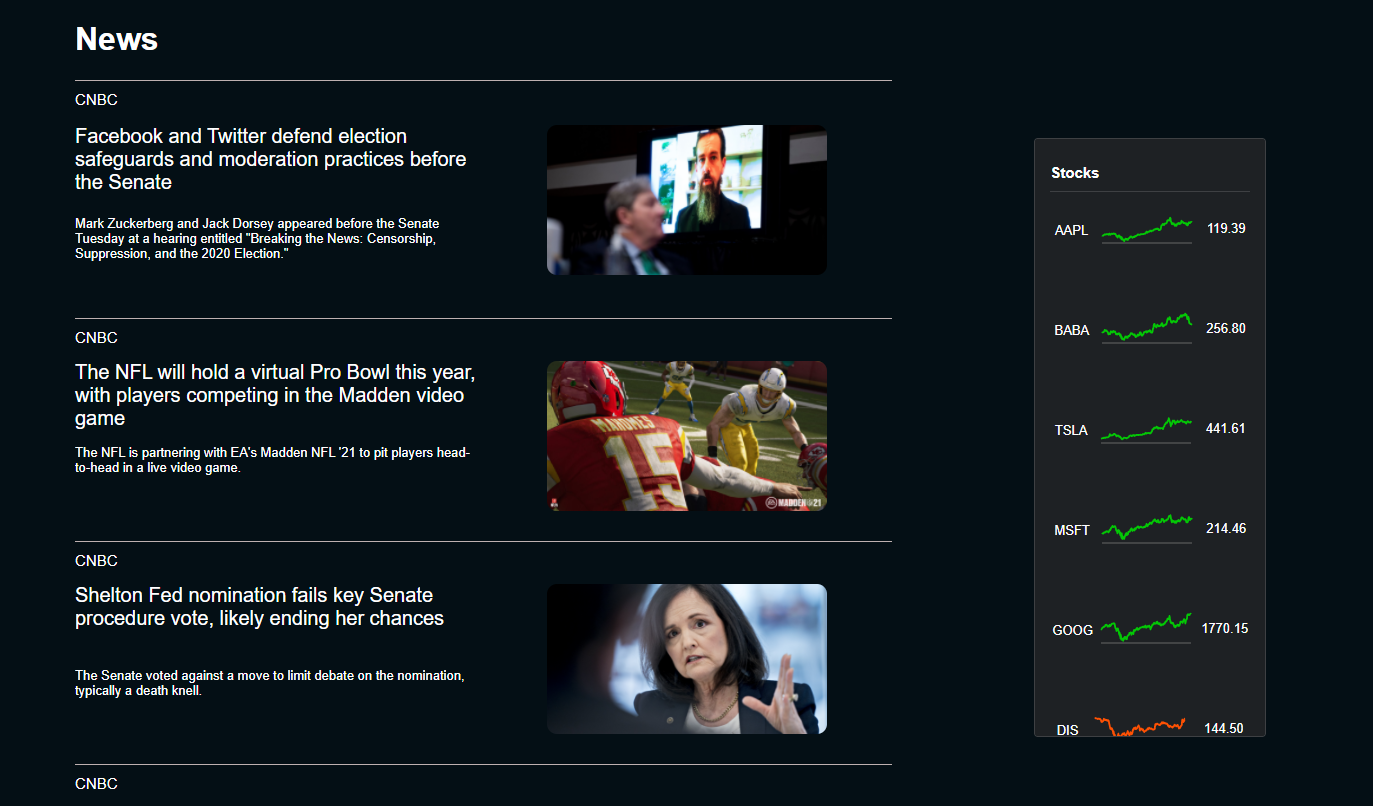 News
CNBC
Facebook and Twitter defend election
safeguards and moderation practices before
the Senate
Mark Zuckerberg and Jack Dorsey appeared before the Senate
Tuesday at a hearing entitled "Breaking the News: Censorship,
Suppression, and the 2020 Election."
CNBC
The NFL will hold a virtual Pro Bowl this year,
with players competing in the Madden video
game
The NFL is partnering with EA's Madden NFL '21 to pit players head-
to-head in a live video game.
MAHOMES
15
MADDEN 21
CNBC
Shelton Fed nomination fails key Senate
procedure vote, likely ending her chances
The Senate voted against a move to limit debate on the nomination,
typically a death knell.
CNBC
Stocks
AAPL 119.39
BABA 256.80
TSLA 441.61
MSFT 214.46
GOOG 1770.15
DIS 144.50